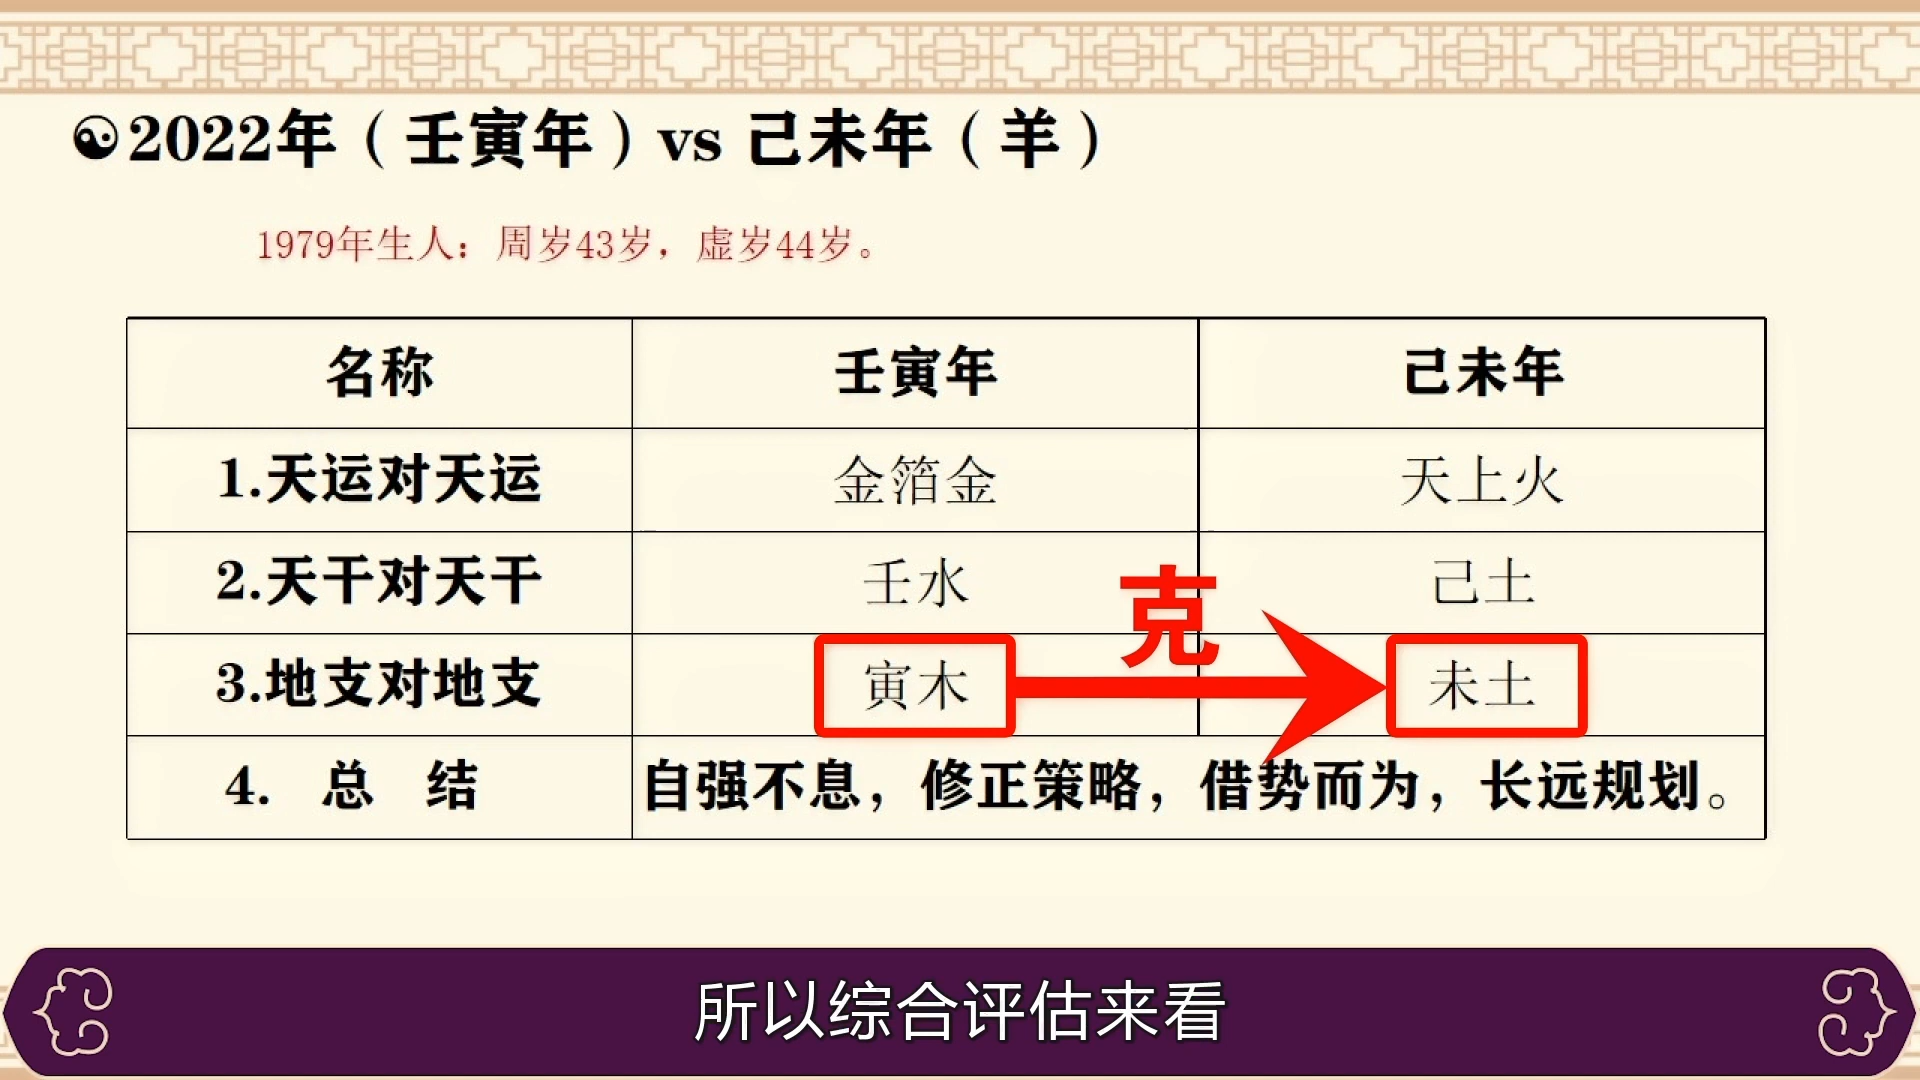 ☯2022年（壬寅年）vs 己未年（羊）
1979年生人：周岁43岁，虚岁44岁。
名称 壬寅年 己未年
1.天运对天运 金箔金 天上火
2.天干对天干 壬水 己土
克
3.地支对地支 寅木 未土
4. 总 结 自强不息，修正策略，借势而为，长远规划。
所以综合评估来看